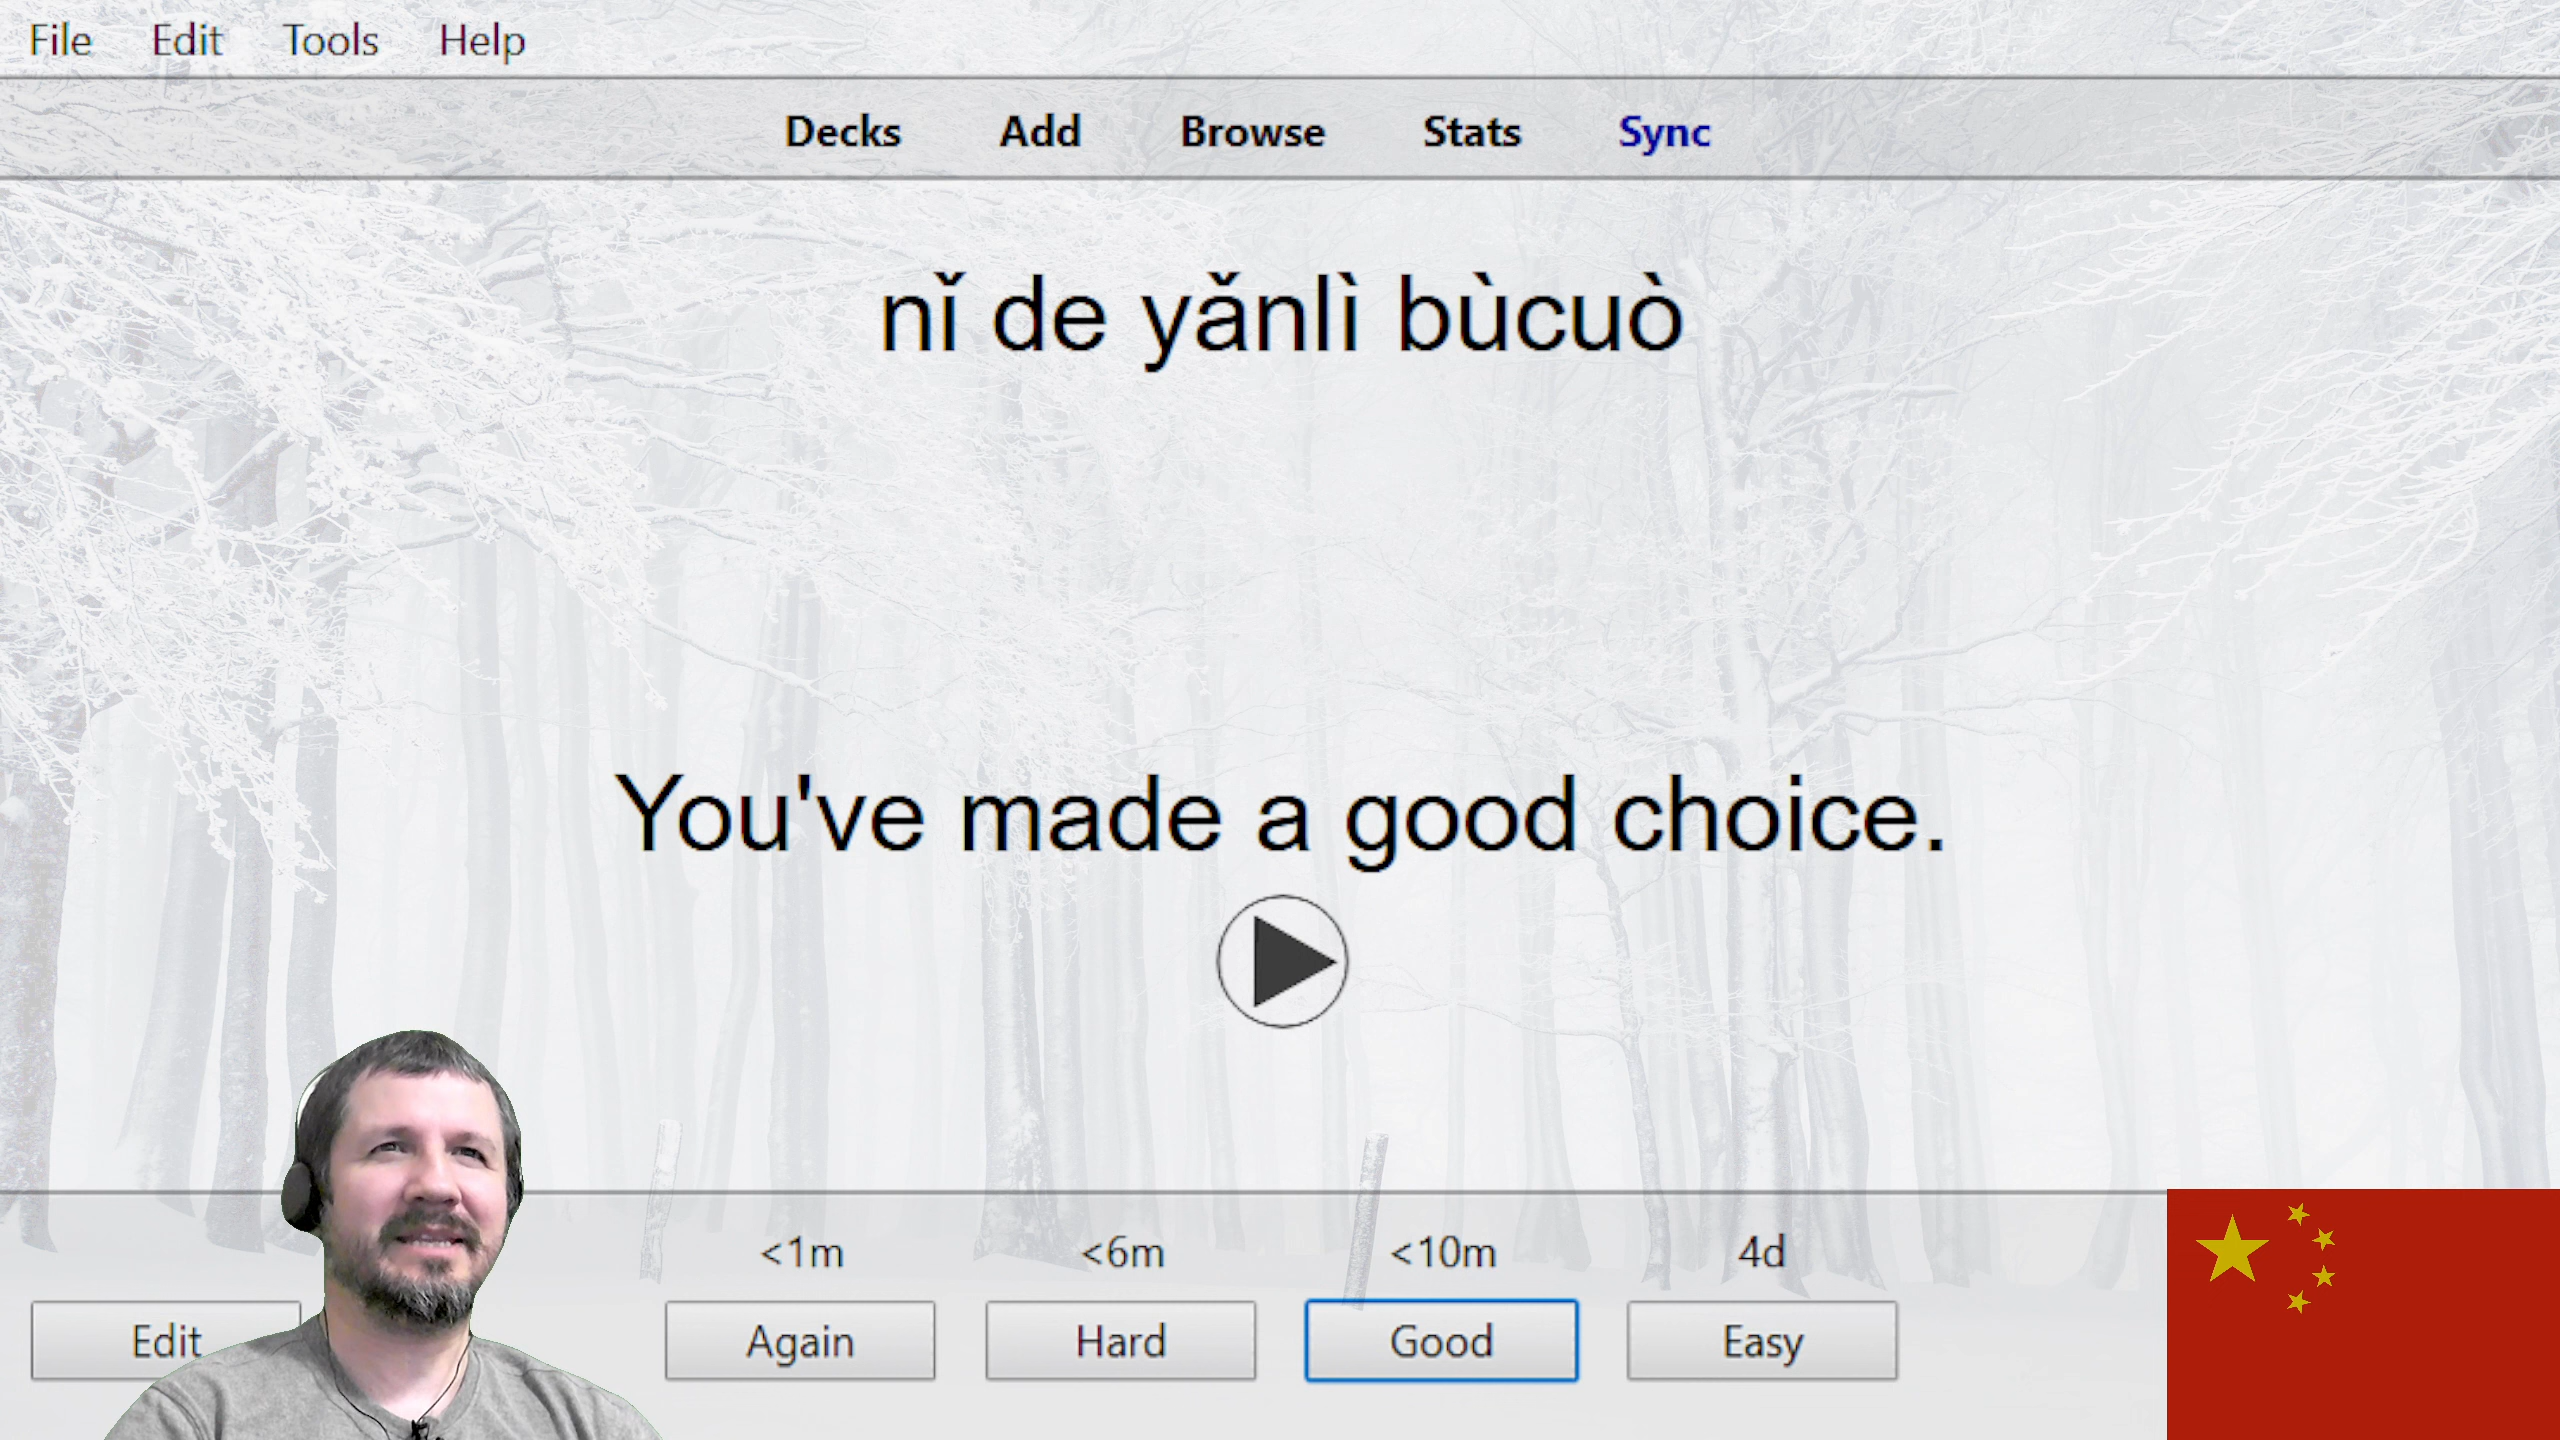 File Edit Tools Help
Decks Add Browse Stats Sync
nǐ de yǎnlì bùcuò
You've made a good choice.
<1m <6m <10m 4d
Edit Again Hard Good Easy